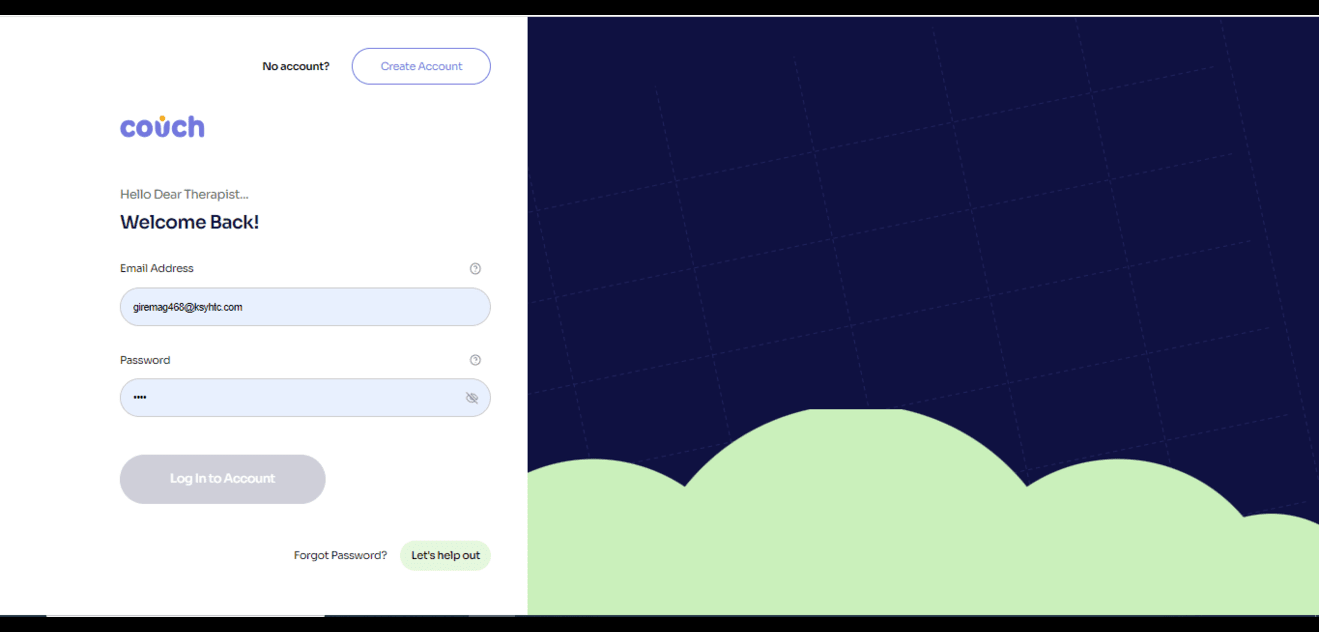 No account? Create Account
couch
Hello Dear Therapist...
Welcome Back!
Email Address
giremag468@ksyhtc.com
Password
••••
Log In to Account
Forgot Password? Let's help out